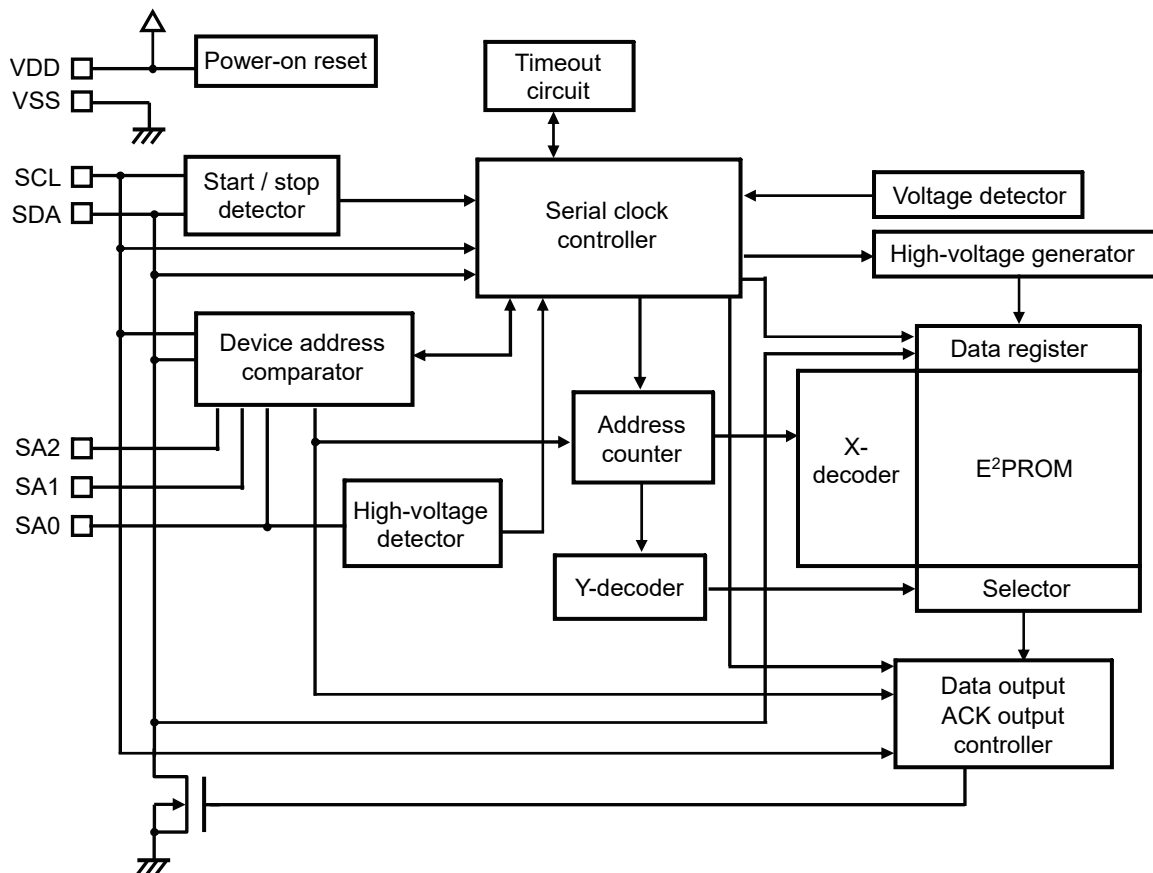 VDD
Power-on reset
VSS
Timeout
circuit
SCL
SDA
Start / stop
detector
Serial clock
controller
Voltage detector
High-voltage generator
Device address
comparator
Data register
SA2
SA1
SA0
Address
counter
X-
decoder
E²PROM
High-voltage
detector
Y-decoder
Selector
Data output
ACK output
controller